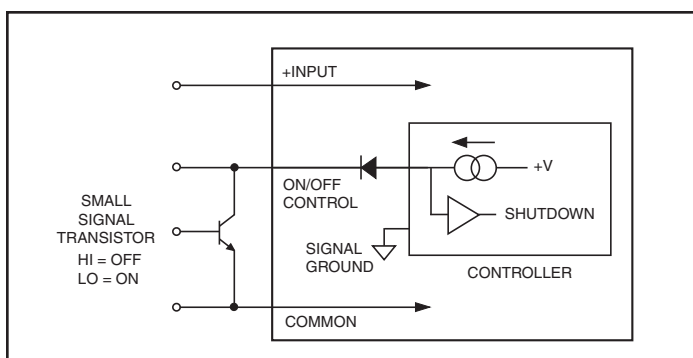 +INPUT
+V
ON/OFF
CONTROL
SHUTDOWN
SMALL
SIGNAL
TRANSISTOR
HI = OFF
LO = ON
SIGNAL
GROUND
CONTROLLER
COMMON